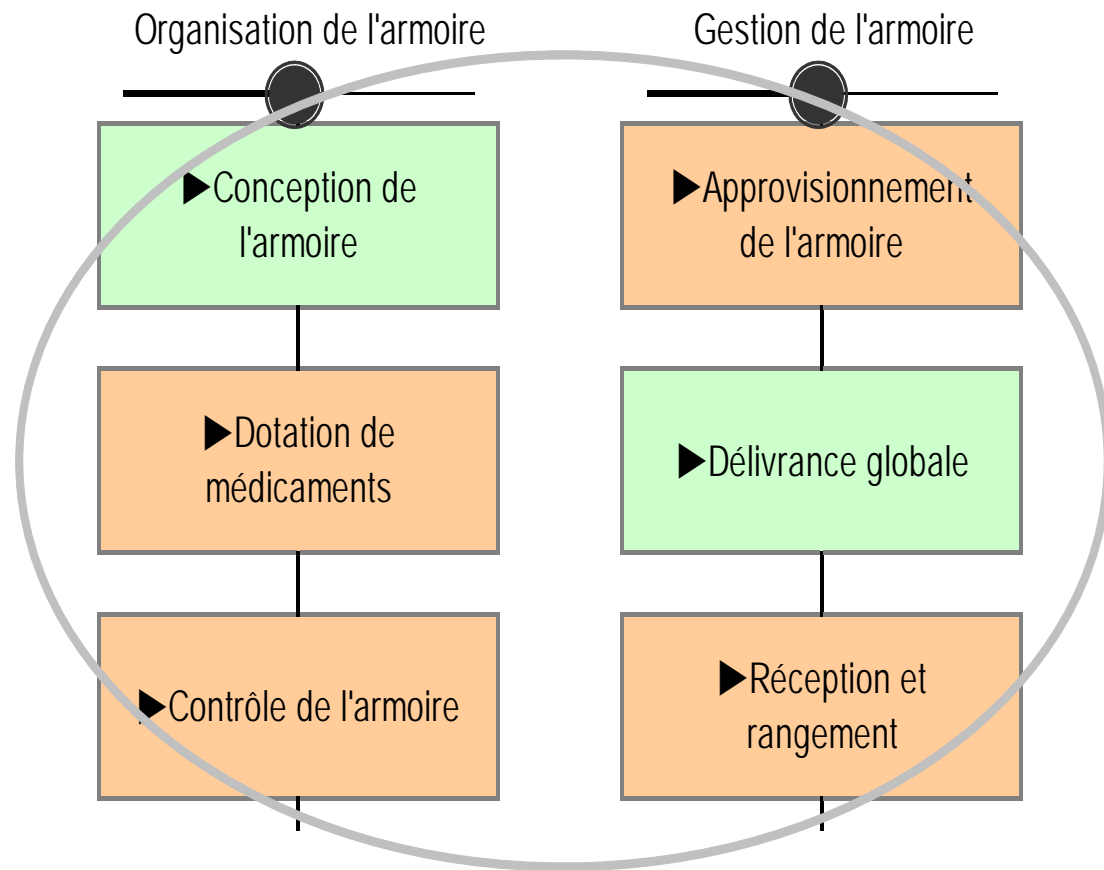 Organisation de l'armoire
Gestion de l'armoire
▶Conception de
l'armoire
▶Dotation de
médicaments
▶Contrôle de l'armoire
▶Approvisionnement
de l'armoire
▶Délivrance globale
▶Réception et
rangement